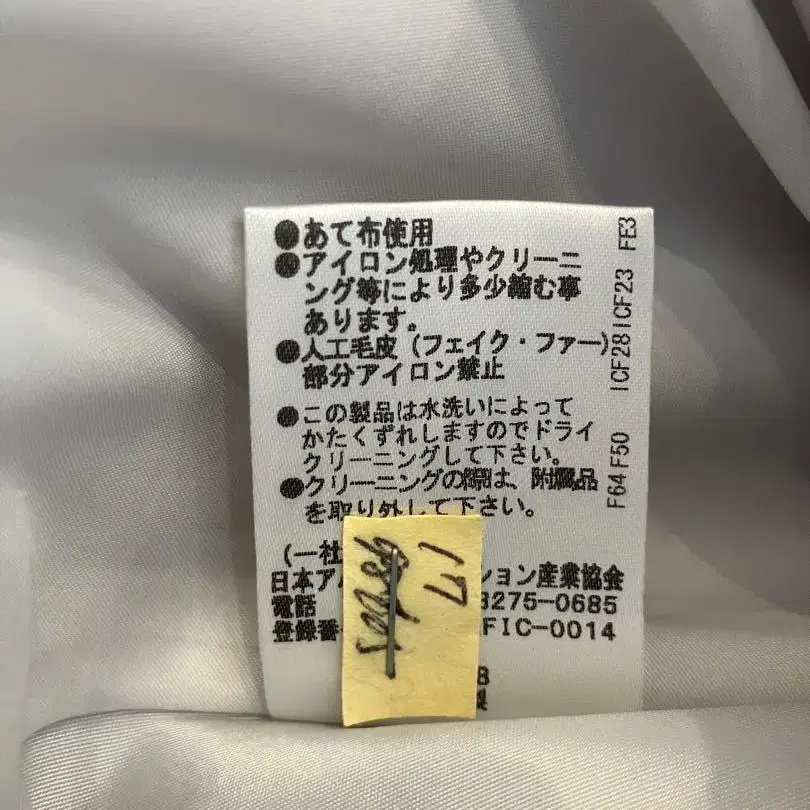 ●あて布使用
●アイロン処理やクリーニ
ング等により多少縮む事
あります。
●人工毛皮（フェイク・ファー）
部分アイロン禁止
●この製品は水洗いによって
かたくずれしますのでドライ
クリーニングして下さい。
●クリーニングの際は、附属品
を取り外して下さい。
(一社
日本ア ション産業協会
電話 3275-0685
登録番 FIC-0014
B
製
F64 F50 ICF28 ICF23 FE3
17